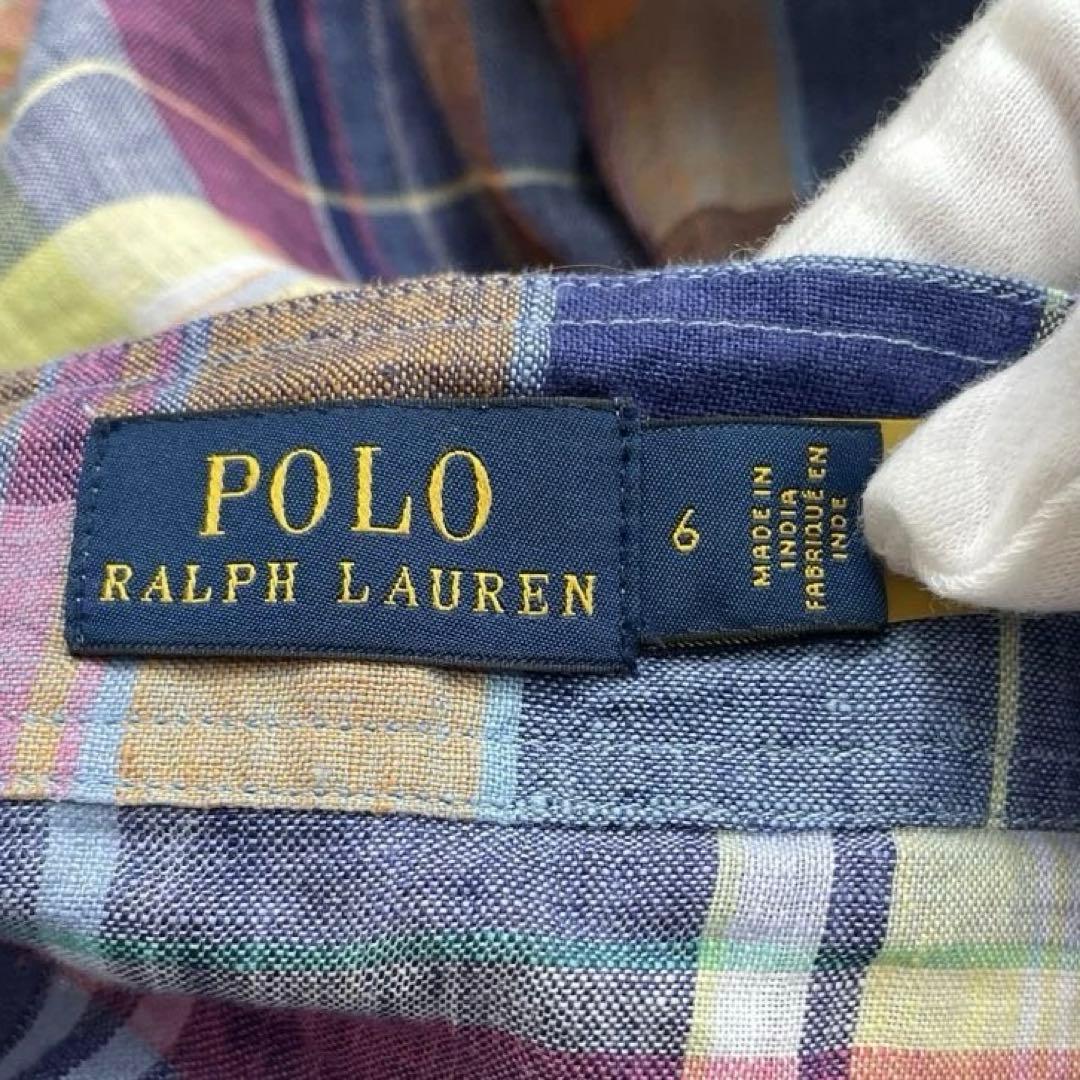 POLO
RALPH LAUREN
6
MADE IN
INDIA
FABRIQUÉ EN
INDE